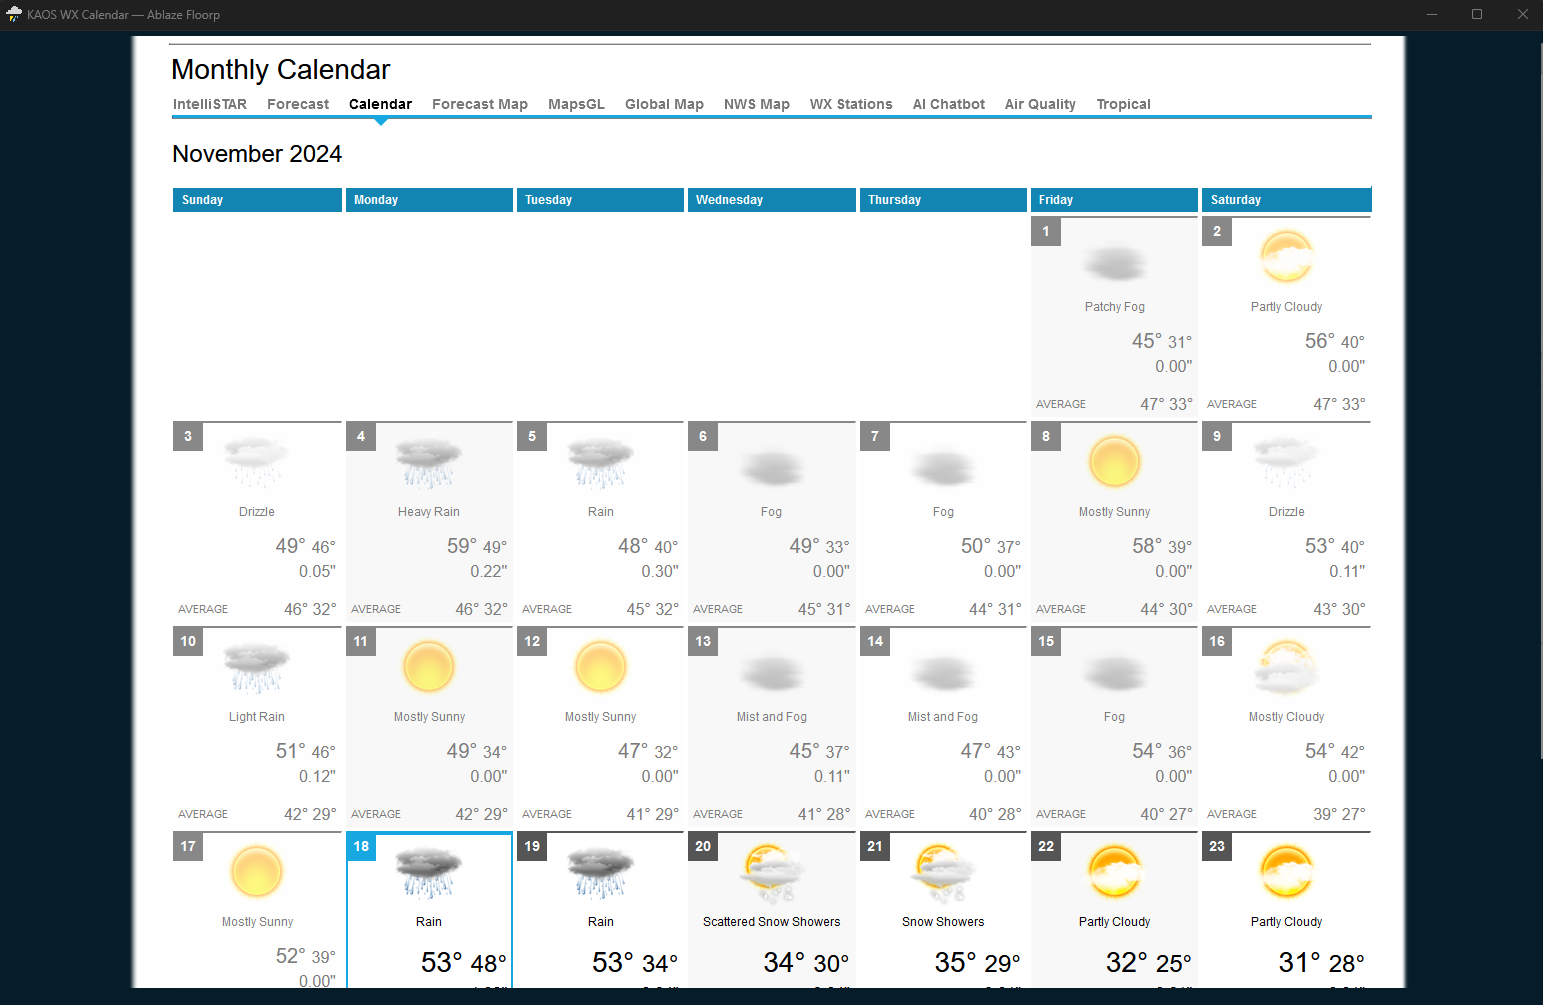 KAOS WX Calendar — Ablaze Floorp
Monthly Calendar
IntelliSTAR Forecast Calendar Forecast Map MapsGL Global Map NWS Map WX Stations AI Chatbot Air Quality Tropical
November 2024
Sunday Monday Tuesday Wednesday Thursday Friday Saturday
1 2
Patchy Fog Partly Cloudy
45° 31° 56° 40°
0.00" 0.00"
AVERAGE 47° 33° AVERAGE 47° 33°
3 4 5 6 7 8 9
Drizzle Heavy Rain Rain Fog Fog Mostly Sunny Drizzle
49° 46° 59° 49° 48° 40° 49° 33° 50° 37° 58° 39° 53° 40°
0.05" 0.22" 0.30" 0.00" 0.00" 0.00" 0.11"
AVERAGE 46° 32° AVERAGE 46° 32° AVERAGE 45° 32° AVERAGE 45° 31° AVERAGE 44° 31° AVERAGE 44° 30° AVERAGE 43° 30°
10 11 12 13 14 15 16
Light Rain Mostly Sunny Mostly Sunny Mist and Fog Mist and Fog Fog Mostly Cloudy
51° 46° 49° 34° 47° 32° 45° 37° 47° 43° 54° 36° 54° 42°
0.12" 0.00" 0.00" 0.11" 0.00" 0.00" 0.00"
AVERAGE 42° 29° AVERAGE 42° 29° AVERAGE 41° 29° AVERAGE 41° 28° AVERAGE 40° 28° AVERAGE 40° 27° AVERAGE 39° 27°
17 18 19 20 21 22 23
Mostly Sunny Rain Rain Scattered Snow Showers Snow Showers Partly Cloudy Partly Cloudy
52° 39° 53° 48° 53° 34° 34° 30° 35° 29° 32° 25° 31° 28°
0.00"